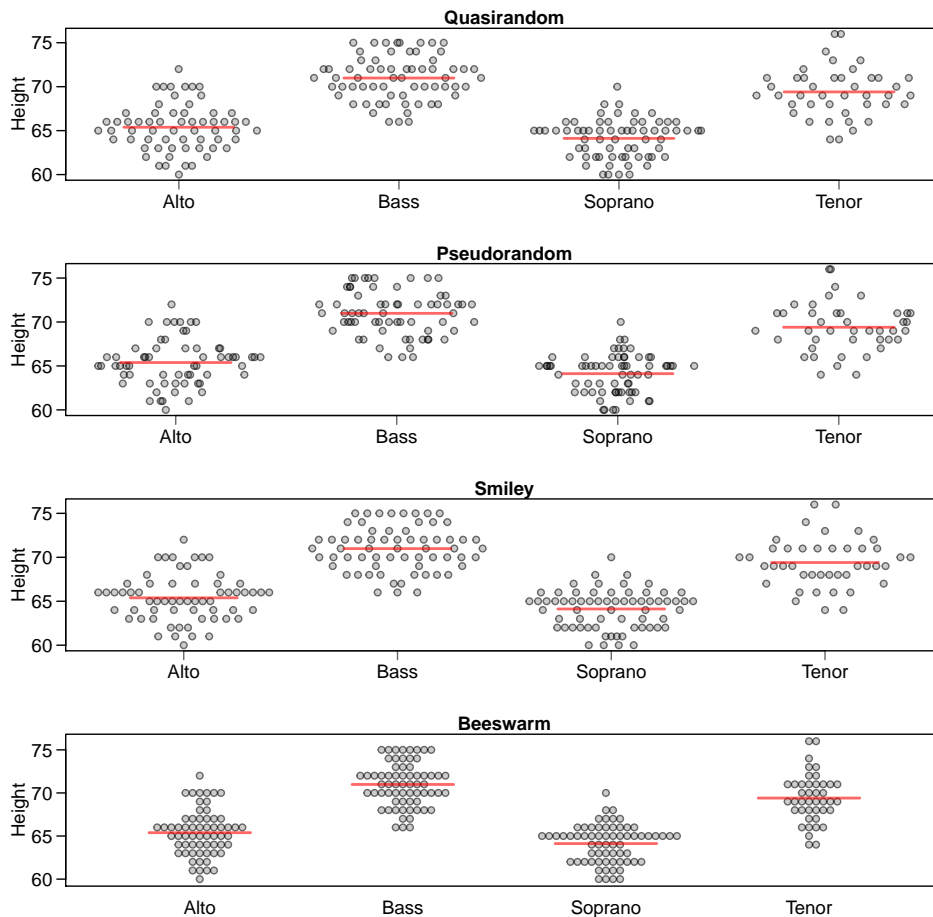 Quasirandom
Height
75
70
65
60
Alto Bass Soprano Tenor
Pseudorandom
Height
75
70
65
60
Alto Bass Soprano Tenor
Smiley
Height
75
70
65
60
Alto Bass Soprano Tenor
Beeswarm
Height
75
70
65
60
Alto Bass Soprano Tenor